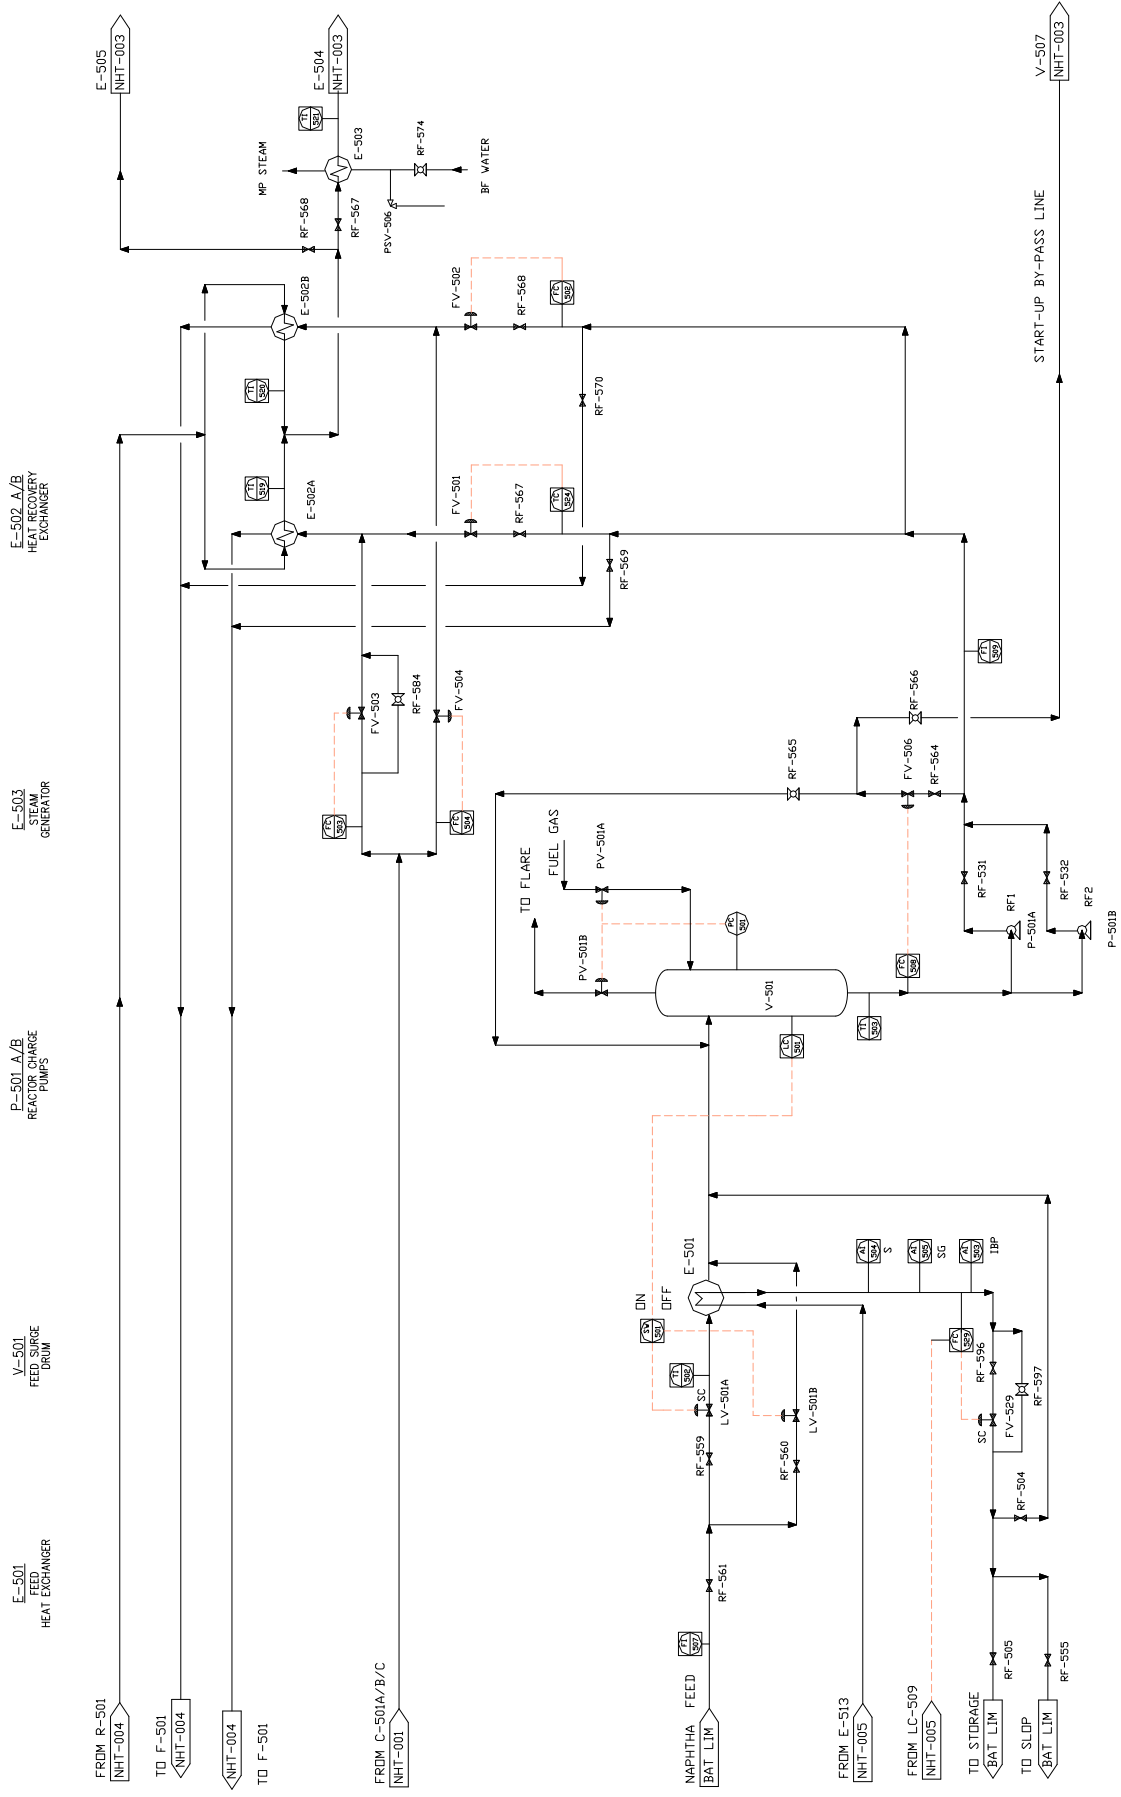 E-501
FEED
HEAT EXCHANGER
V-501
FEED SURGE
DRUM
P-501 A/B
REACTOR CHARGE
PUMPS
E-503
STEAM
GENERATOR
E-502 A/B
HEAT RECOVERY
EXCHANGER
FROM R-501
NHT-004
TO F-501
NHT-004
NHT-004
TO F-501
FROM C-501A/B/C
NHT-001
NAPHTHA FEED
BAT LIM
FROM E-513
NHT-005
FROM LC-509
NHT-005
TO STORAGE
BAT LIM
TO SLOP
BAT LIM
E-505
NHT-003
E-504
NHT-003
V-507
NHT-003
START-UP BY-PASS LINE
MP STEAM
BF WATER
TI
521
E-503
RF-574
PSV-506
RF-568
RF-567
E-502B
TI
520
TI
519
E-502A
FV-502
RF-568
FC
502
RF-570
FV-501
RF-567
TC
524
RF-569
FC
503
FV-503
RF-584
FV-504
FC
504
FI
509
RF-566
RF-565
FV-506
RF-564
TO FLARE
FUEL GAS
PV-501A
PV-501B
PC
501
V-501
LC
501
TI
503
FC
508
RF-531
RF-532
RF1
P-501A
RF2
P-501B
E-501
ON
OFF
SW
501
TI
502
SC
LV-501A
LV-501B
RF-559
RF-560
RF-561
FI
507
AI
504
S
AI
505
SG
AI
503
IBP
FC
529
RF-596
RF-597
SC
FV-529
RF-504
RF-505
RF-555